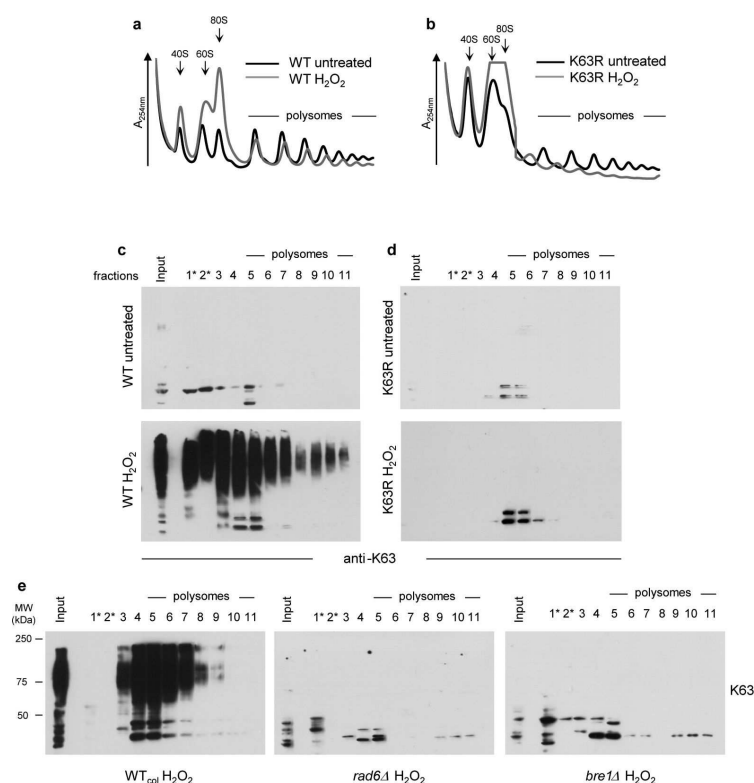 a
80S
40S
60S
WT untreated
WT H₂O₂
polysomes
A254nm
b
80S
40S
60S
K63R untreated
K63R H₂O₂
polysomes
A254nm
c
polysomes
Input
fractions 1* 2* 3 4 5 6 7 8 9 10 11
WT untreated
WT H₂O₂
d
polysomes
Input
1* 2* 3 4 5 6 7 8 9 10 11
K63R untreated
K63R H₂O₂
anti-K63
e
MW
(kDa)
250
75
50
polysomes
Input
1* 2* 3 4 5 6 7 8 9 10 11
WTcol H₂O₂
polysomes
Input
1* 2* 3 4 5 6 7 8 9 10 11
rad6Δ H₂O₂
polysomes
Input
1* 2* 3 4 5 6 7 8 9 10 11
bre1Δ H₂O₂
K63